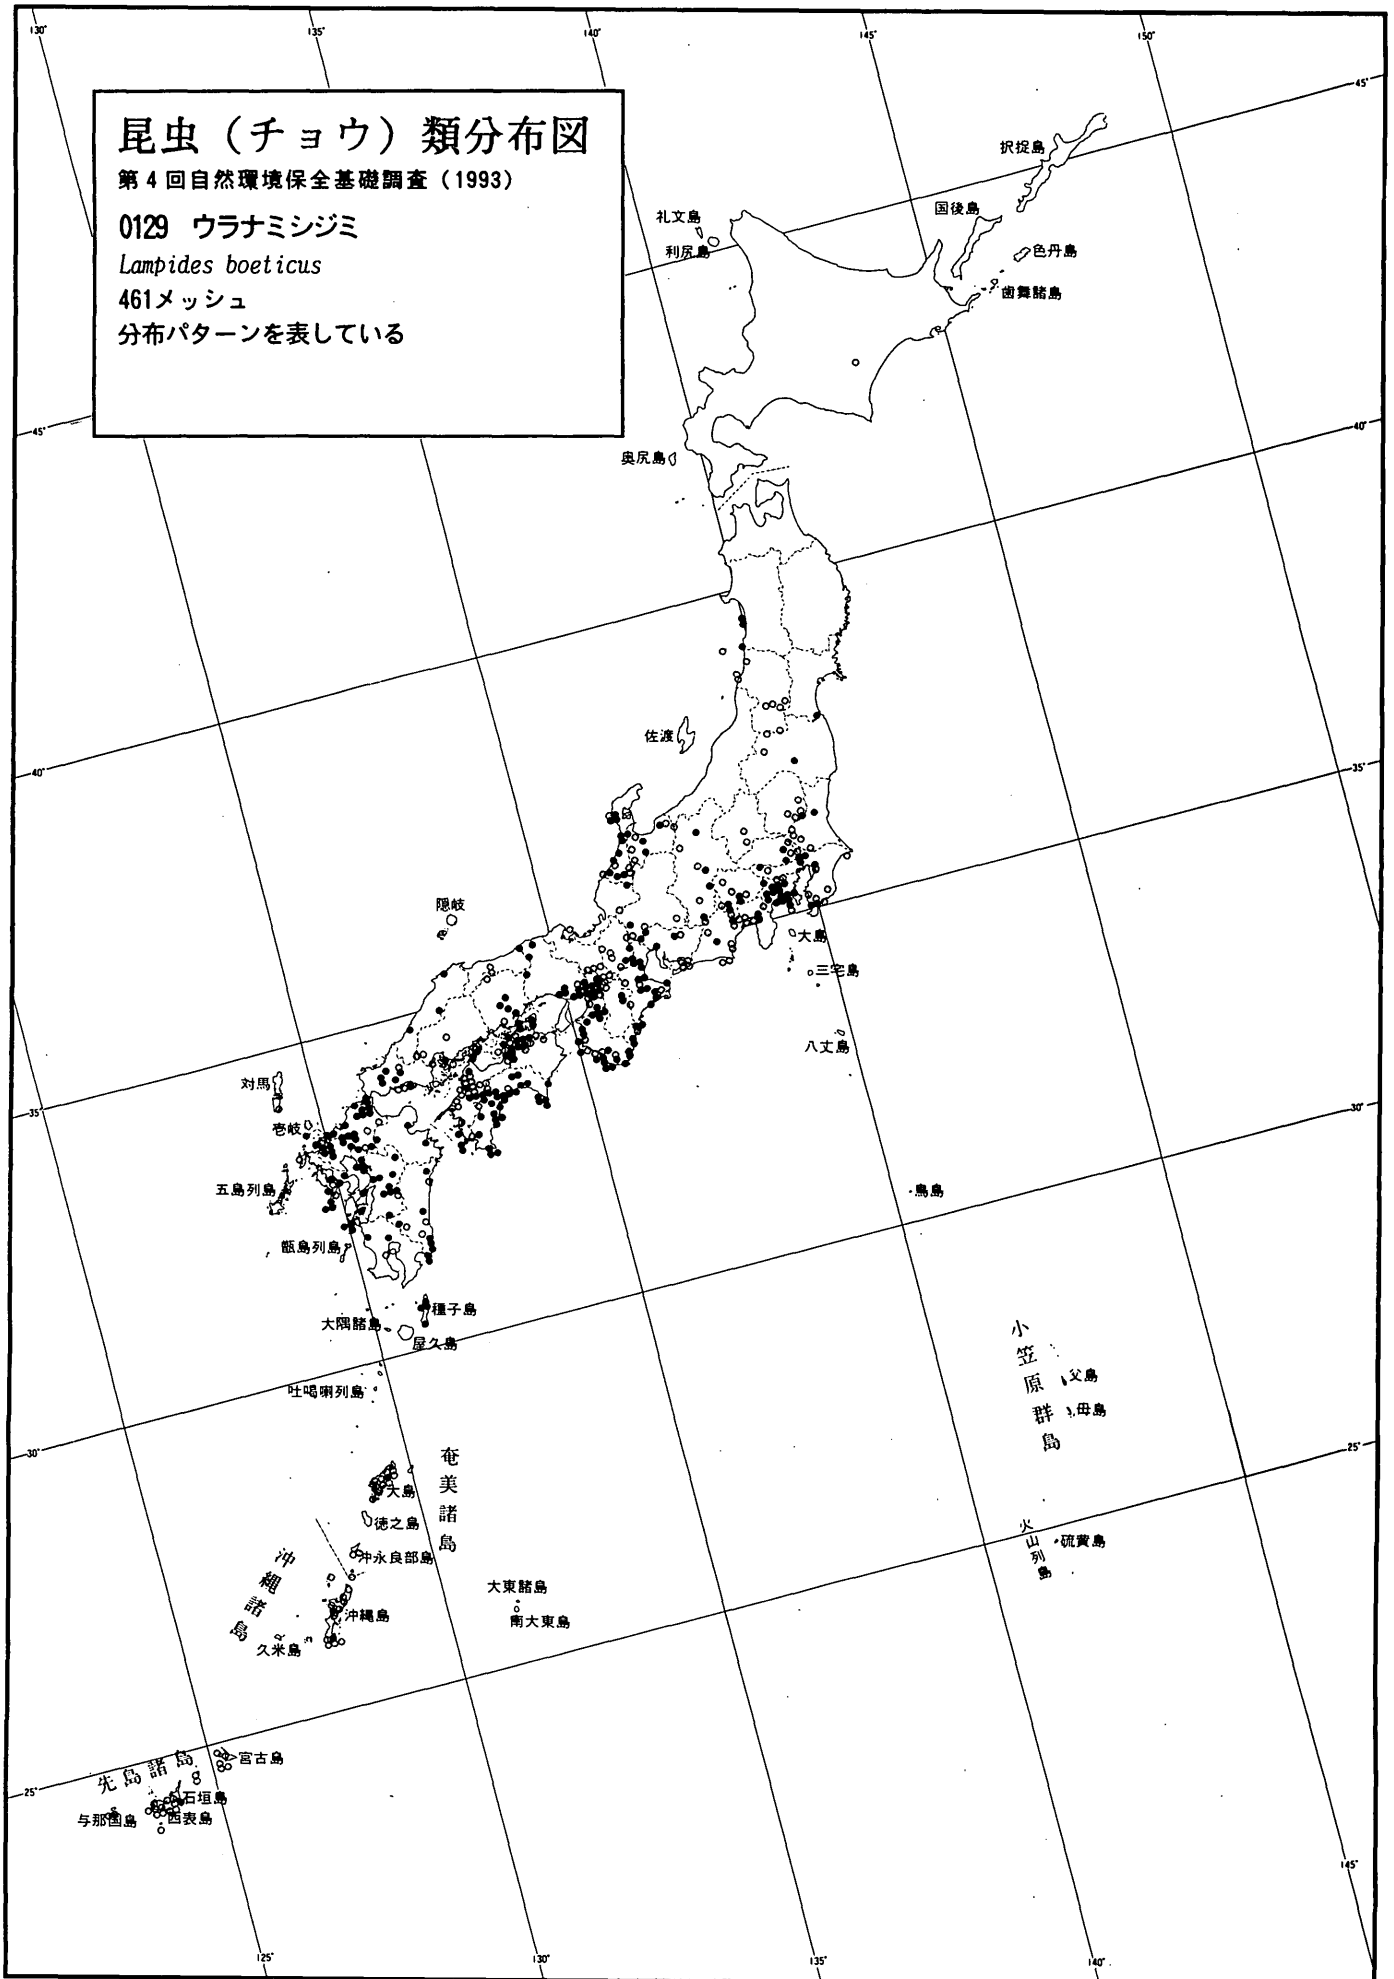 130°
135°
140°
145°
150°
昆虫（チョウ）類分布図
第4回自然環境保全基礎調査（1993）
0129 ウラナミシジミ
Lampides boeticus
461メッシュ
分布パターンを表している
45°
択捉島
国後島
礼文島
利尻島
色丹島
歯舞諸島
45°
40°
奥尻島
佐渡
40°
35°
隠岐
大島
三宅島
八丈島
対馬
35°
壱岐
30°
五島列島
鳥島
甑島列島
種子島
大隅諸島
屋久島
小笠原群島
吐噶喇列島
父島
母島
30°
25°
奄美諸島
大島
徳之島
火山列島
硫黄島
沖永良部島
沖縄諸島
大東諸島
沖縄島
南大東島
久米島
先島諸島
宮古島
25°
石垣島
与那国島
西表島
145°
125°
130°
135°
140°